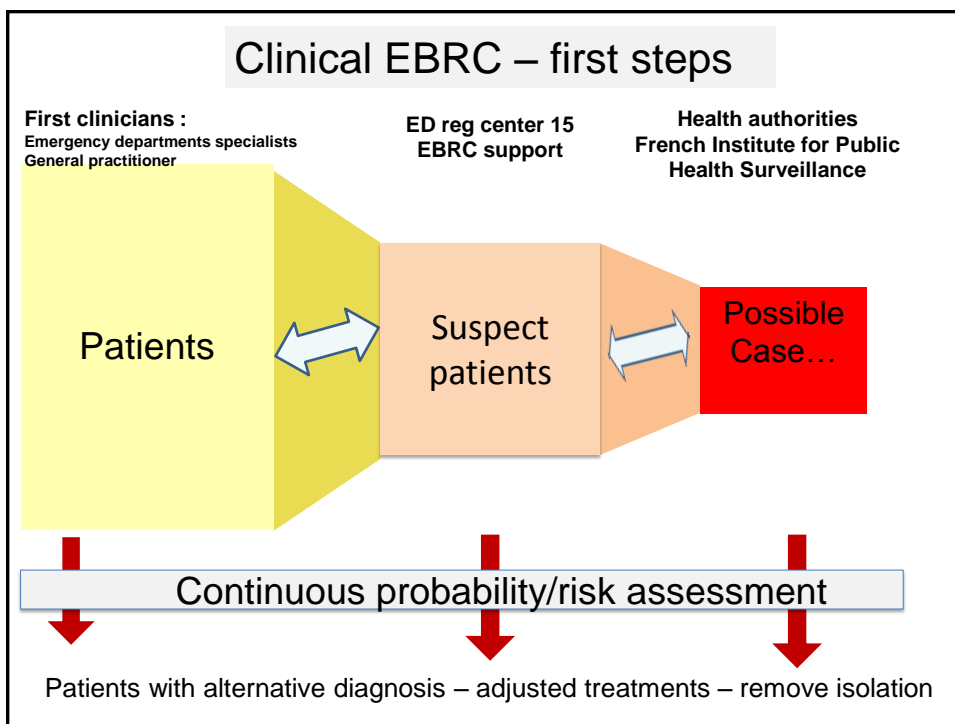 Clinical EBRC – first steps
First clinicians :
Emergency departments specialists
General practitioner
ED reg center 15
EBRC support
Health authorities
French Institute for Public
Health Surveillance
Patients
Suspect
patients
Possible
Case…
Continuous probability/risk assessment
Patients with alternative diagnosis – adjusted treatments – remove isolation